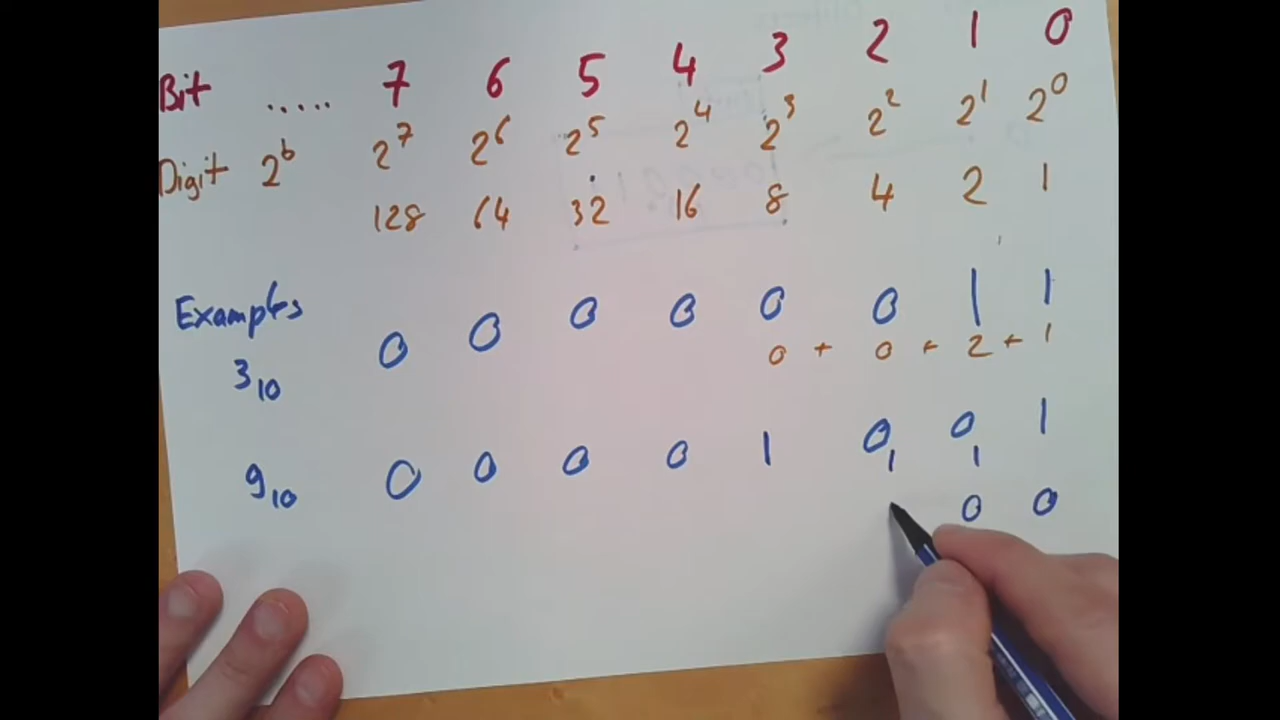 Bit ..... 7 6 5 4 3 2 1 0
Digit 2^6 2^7 2^6 2^5 2^4 2^3 2^2 2^1 2^0
128 64 32 16 8 4 2 1
Examples
3₁₀ 0 0 0 0 0 0 1 1
0 + 0 + 2 + 1
9₁₀ 0 0 0 0 1 0 0 1
1 1
0 0